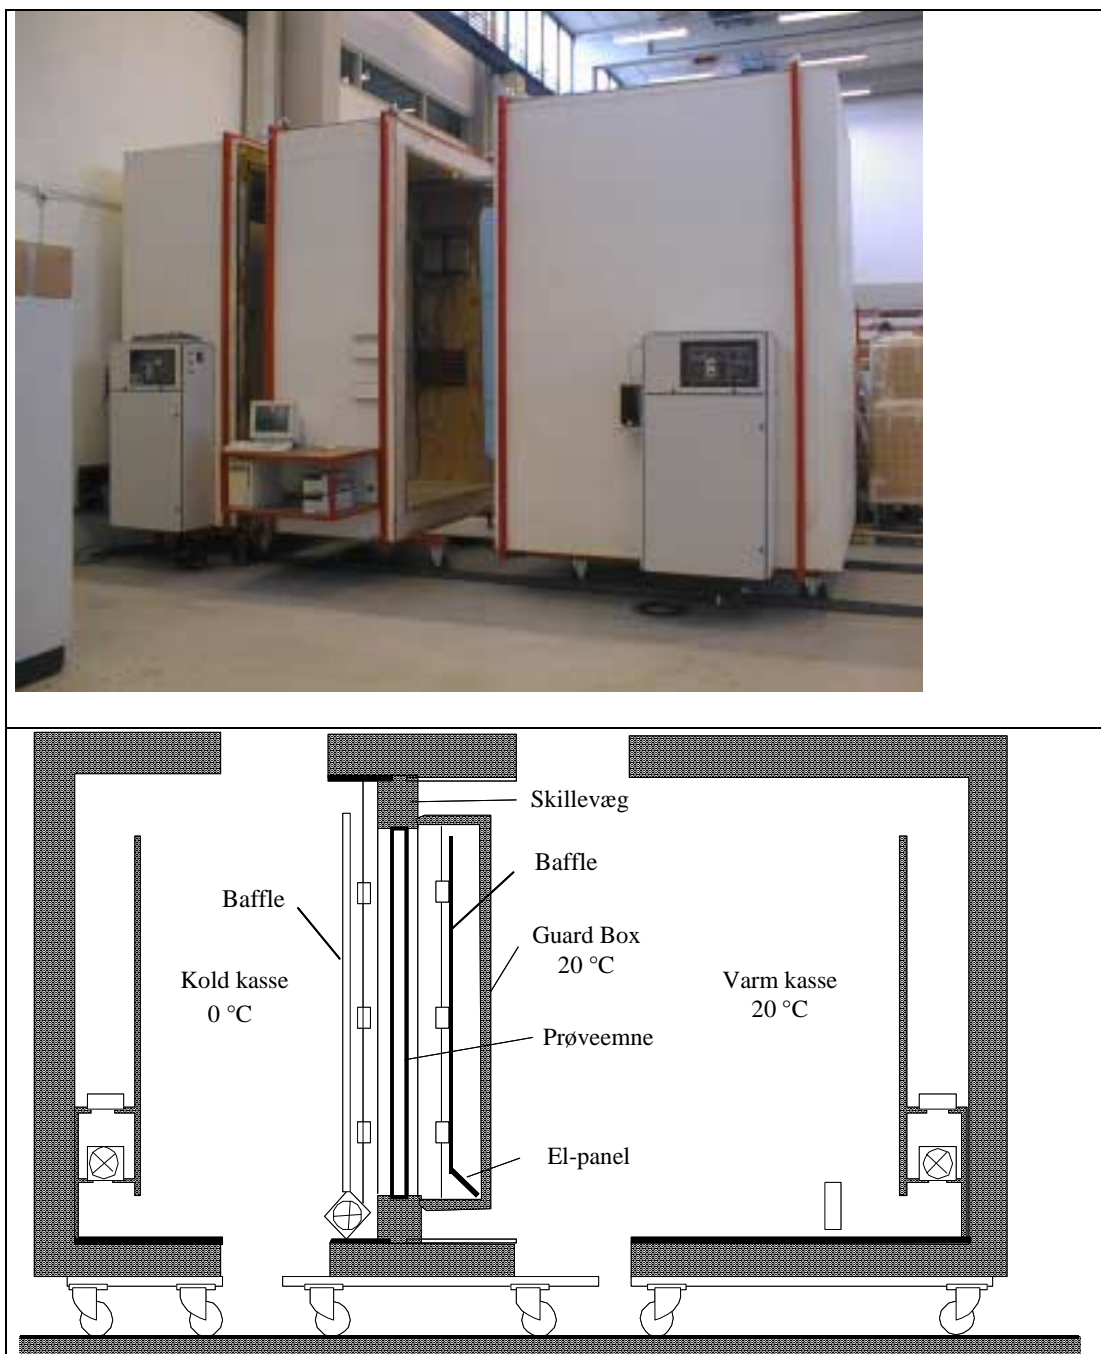 Skillevæg
Baffle
Baffle
Guard Box
20 °C
Kold kasse
0 °C
Varm kasse
20 °C
Prøveemne
El-panel